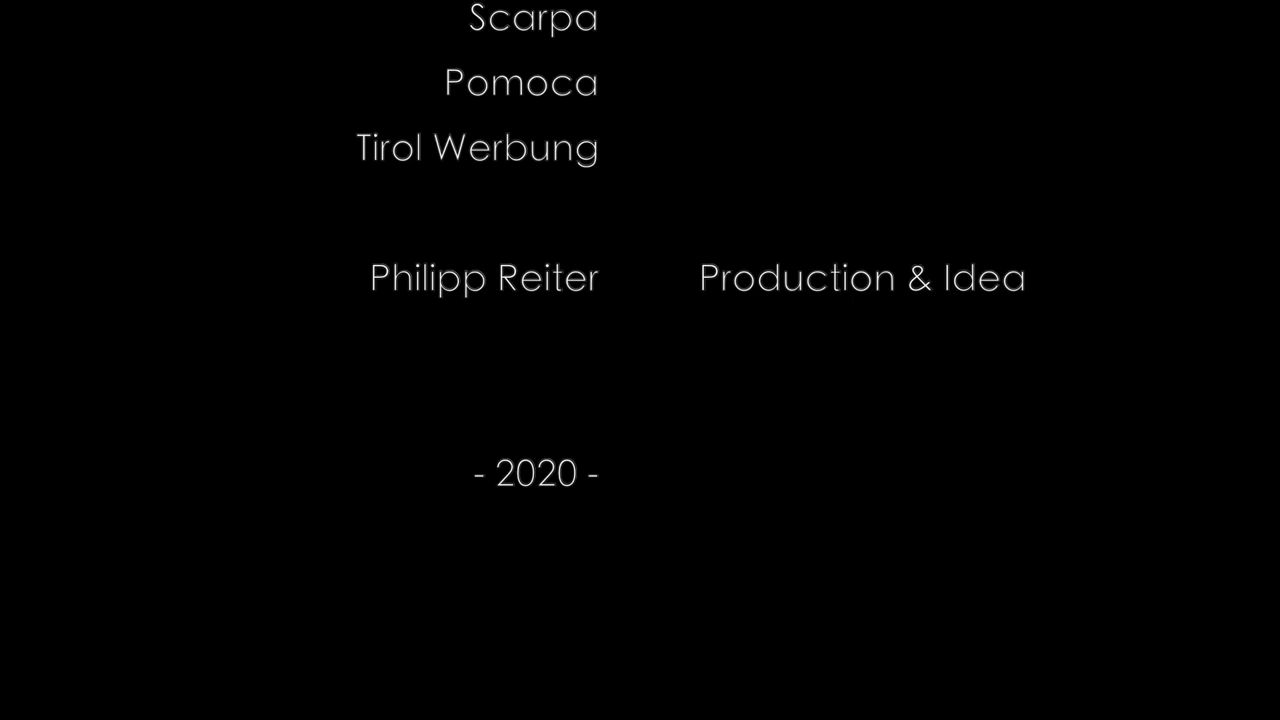 Scarpa
Pomoca
Tirol Werbung
Philipp Reiter Production & Idea
- 2020 -